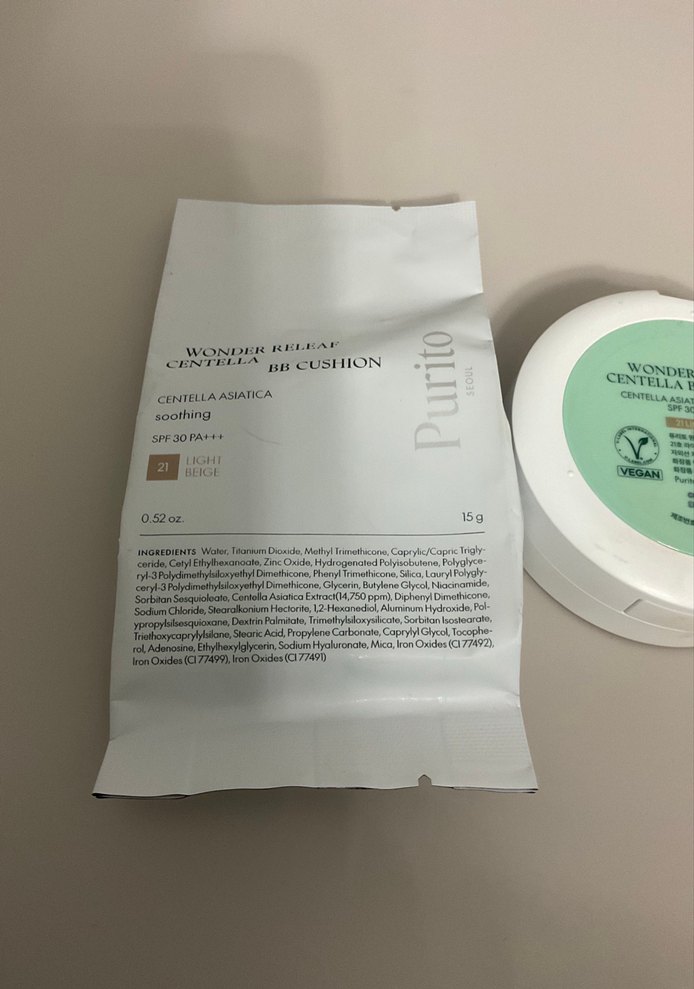 WONDER RELEAF
CENTELLA BB CUSHION
CENTELLA ASIATICA
soothing
SPF 30 PA+++
21 LIGHT
BEIGE
Purito
SEOUL
0.52 oz. 15 g
INGREDIENTS Water, Titanium Dioxide, Methyl Trimethicone, Caprylic/Capric Trigly-
ceride, Cetyl Ethylhexanoate, Zinc Oxide, Hydrogenated Polyisobutene, Polyglyce-
ryl-3 Polydimethylsiloxyethyl Dimethicone, Phenyl Trimethicone, Silica, Lauryl Polygly-
ceryl-3 Polydimethylsiloxyethyl Dimethicone, Glycerin, Butylene Glycol, Niacinamide,
Sorbitan Sesquioleate, Centella Asiatica Extract(14,750 ppm), Diphenyl Dimethicone,
Sodium Chloride, Stearalkonium Hectorite, 1,2-Hexanediol, Aluminum Hydroxide, Pol-
ypropylsilsesquioxane, Dextrin Palmitate, Trimethylsiloxysilicate, Sorbitan Isostearate,
Triethoxycaprylylsilane, Stearic Acid, Propylene Carbonate, Caprylyl Glycol, Tocophe-
rol, Adenosine, Ethylhexylglycerin, Sodium Hyaluronate, Mica, Iron Oxides (CI 77492),
Iron Oxides (CI 77499), Iron Oxides (CI 77491)
WONDER
CENTELLA
CENTELLA
SPF 30
21
VEGAN